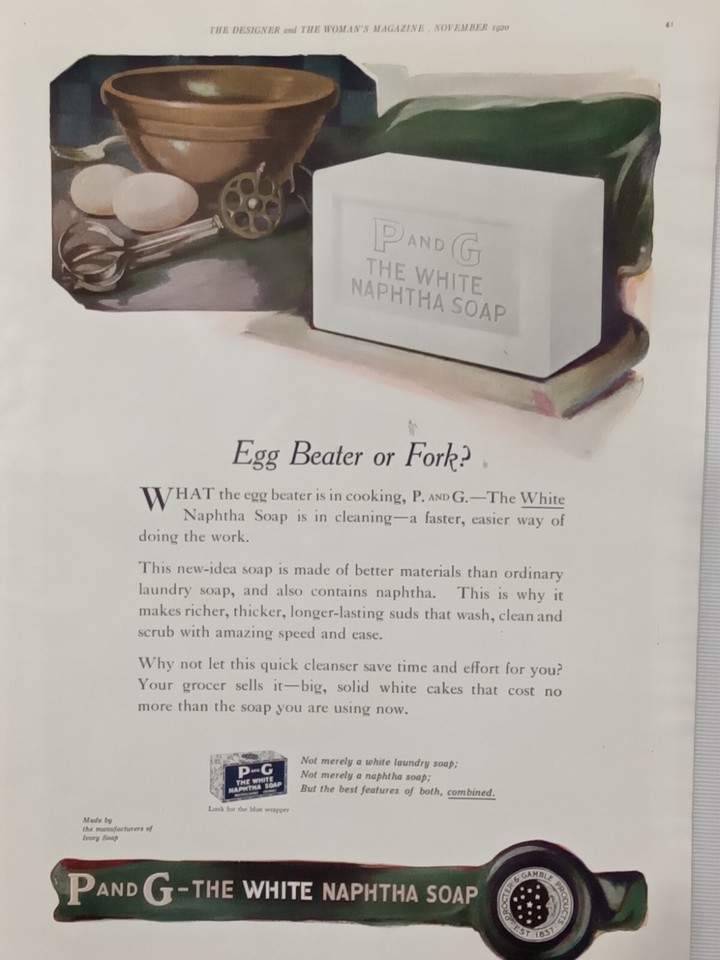 THE DESIGNER and THE WOMAN'S MAGAZINE . NOVEMBER 1920
41
P AND G
THE WHITE
NAPHTHA SOAP
Egg Beater or Fork?
WHAT the egg beater is in cooking, P. AND G.—The White
Naphtha Soap is in cleaning—a faster, easier way of
doing the work.
This new-idea soap is made of better materials than ordinary
laundry soap, and also contains naphtha. This is why it
makes richer, thicker, longer-lasting suds that wash, clean and
scrub with amazing speed and ease.
Why not let this quick cleanser save time and effort for you?
Your grocer sells it—big, solid white cakes that cost no
more than the soap you are using now.
P AND G
THE WHITE
NAPHTHA SOAP
Look for the blue wrapper
Not merely a white laundry soap;
Not merely a naphtha soap;
But the best features of both, combined.
Made by
the manufacturers of
Ivory Soap
P AND G-THE WHITE NAPHTHA SOAP
PROCTER & GAMBLE PRODUCTS
EST 1837